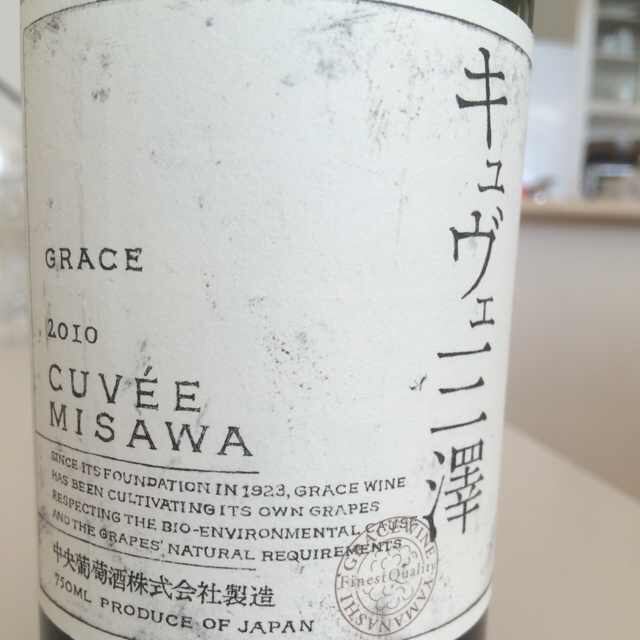 キュヴェ三澤
GRACE
2010
CUVÉE
MISAWA
SINCE ITS FOUNDATION IN 1923, GRACE WINE
HAS BEEN CULTIVATING ITS OWN GRAPES
RESPECTING THE BIO-ENVIRONMENTAL
AND THE GRAPES' NATURAL REQUIREMENTS
中央葡萄酒株式会社製造
750ML PRODUCE OF JAPAN
Finest Quality